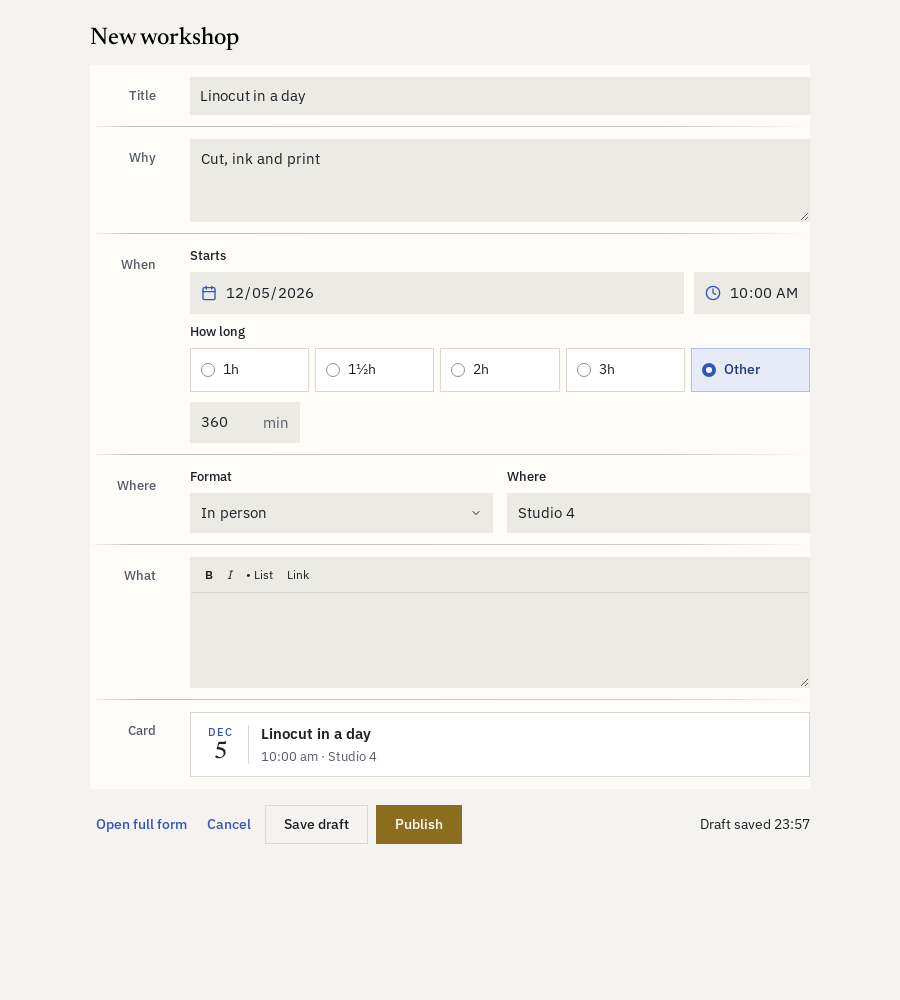 New workshop
Title
Linocut in a day
Why
Cut, ink and print
When
Starts
12/05/2026
10:00 AM
How long
1h
1½h
2h
3h
Other
360 min
Where
Format
Where
In person
Studio 4
What
B I • List Link
Card
DEC
5
Linocut in a day
10:00 am · Studio 4
Open full form
Cancel
Save draft
Publish
Draft saved 23:57